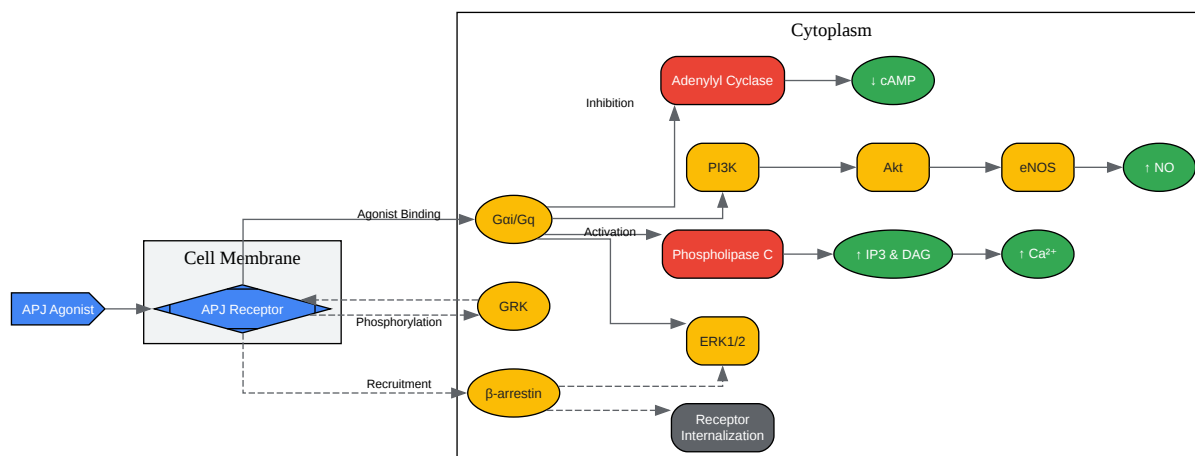 Cytoplasm
Adenylyl Cyclase
↓ cAMP
Inhibition
PI3K
Akt
eNOS
↑ NO
Agonist Binding
Gαi/Gq
Activation
Phospholipase C
↑ IP3 & DAG
↑ Ca²⁺
Cell Membrane
APJ Agonist
APJ Receptor
GRK
Phosphorylation
ERK1/2
Recruitment
β-arrestin
Receptor
Internalization